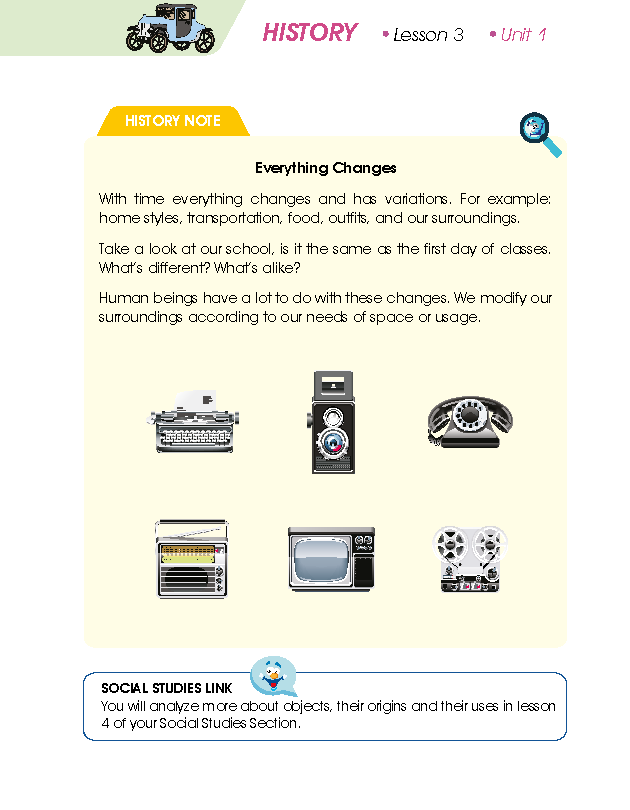 HISTORY • Lesson 3 • Unit 1
HISTORY NOTE
Everything Changes
With time everything changes and has variations. For example:
home styles, transportation, food, outfits, and our surroundings.
Take a look at our school, is it the same as the first day of classes.
What's different? What's alike?
Human beings have a lot to do with these changes. We modify our
surroundings according to our needs of space or usage.
SOCIAL STUDIES LINK
You will analyze more about objects, their origins and their uses in lesson
4 of your Social Studies Section.